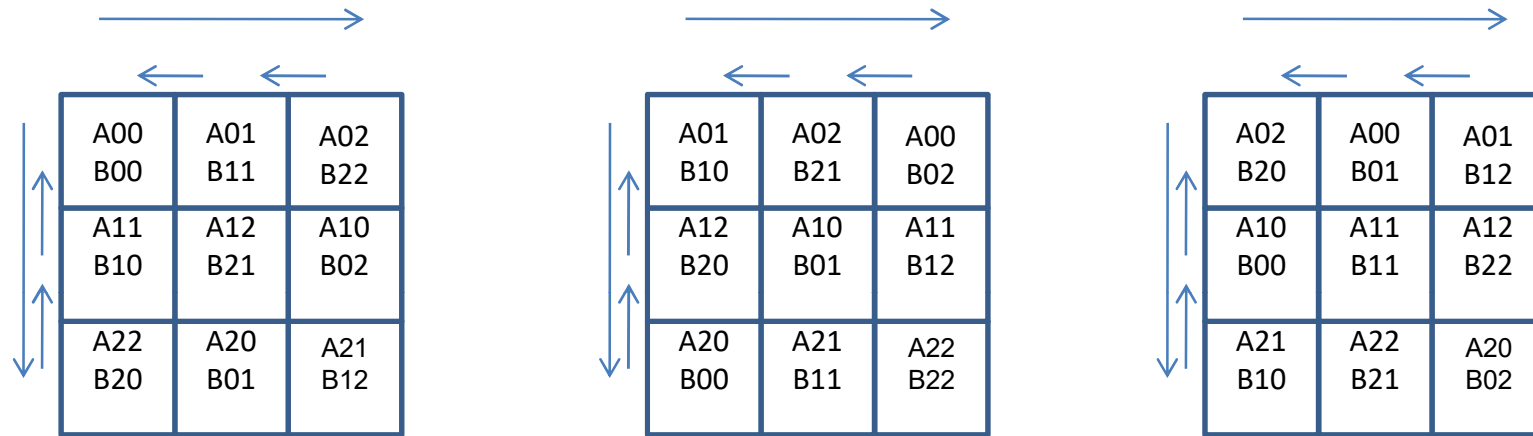 A00 A01 A02 A01 A02 A00 A02 A00 A01
B00 B11 B22 B10 B21 B02 B20 B01 B12
A11 A12 A10 A12 A10 A11 A10 A11 A12
B10 B21 B02 B20 B01 B12 B00 B11 B22
A22 A20 A21 A20 A21 A22 A21 A22 A20
B20 B01 B12 B00 B11 B22 B10 B21 B02